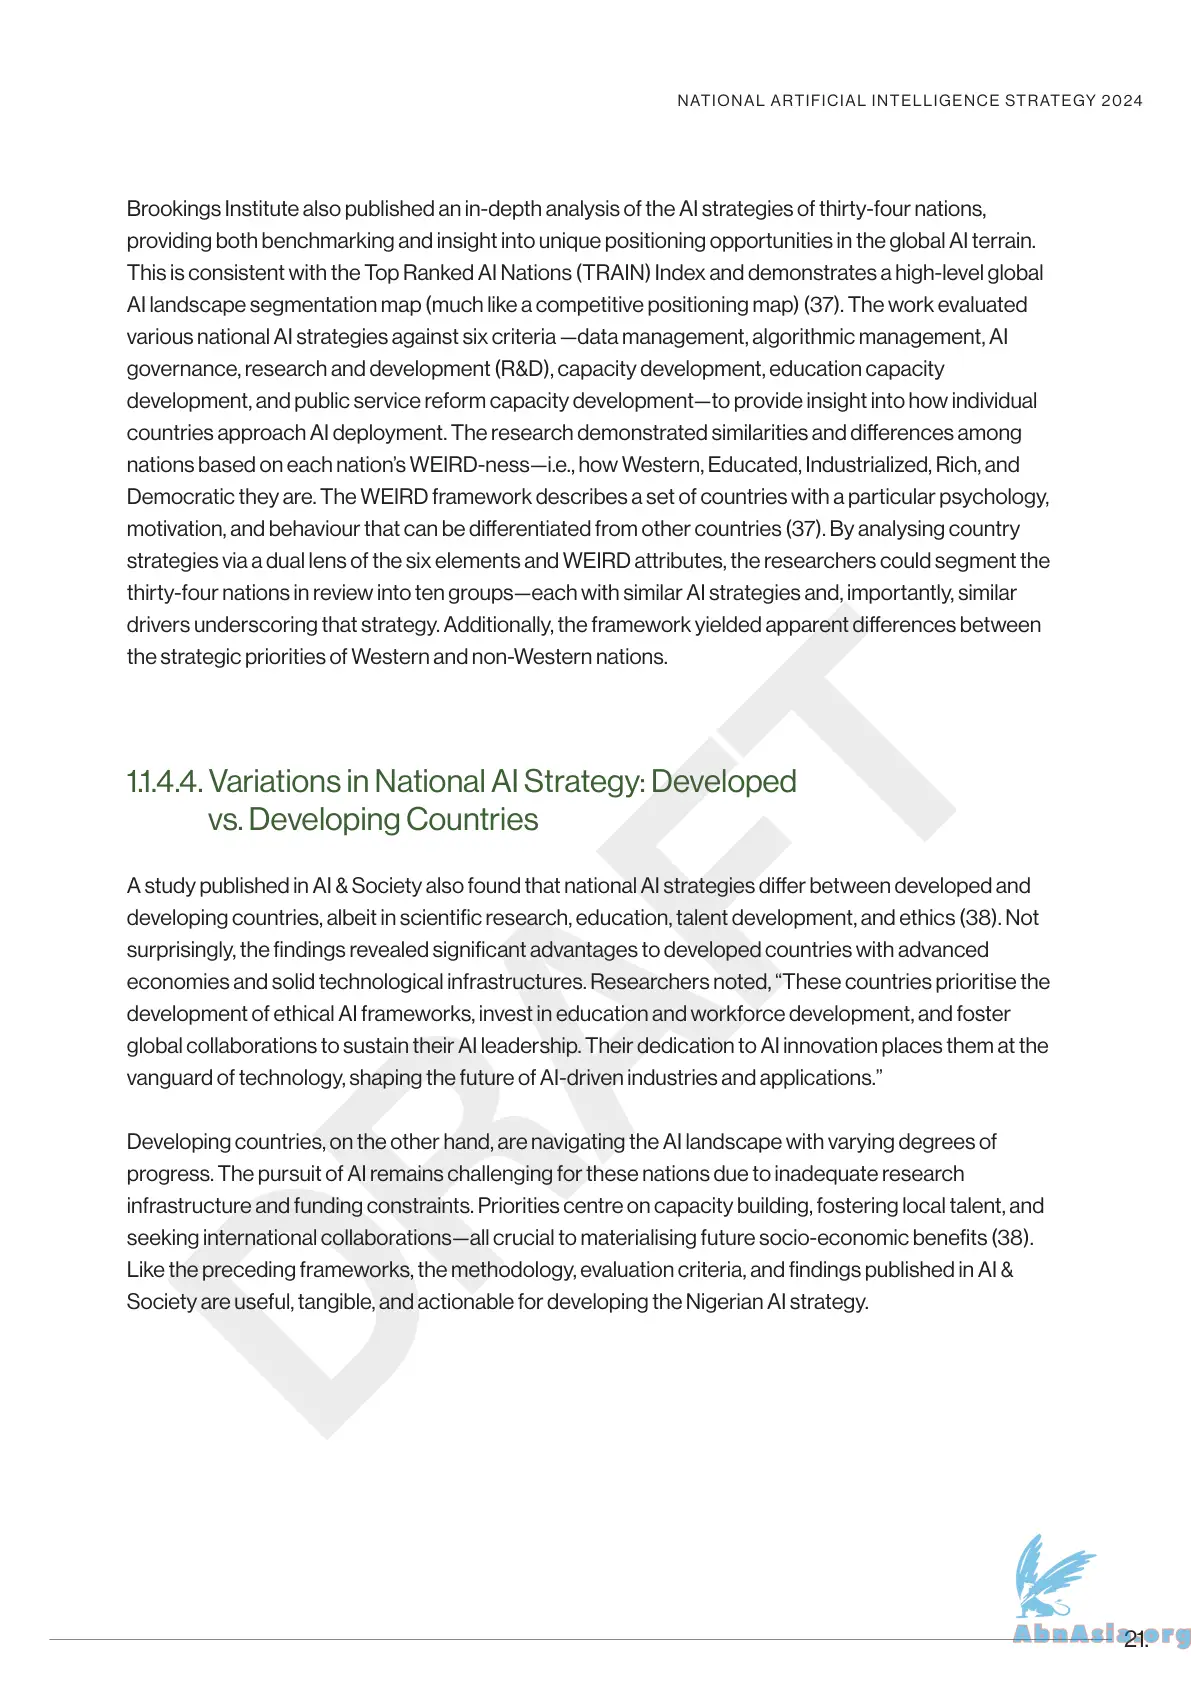 NATIONAL ARTIFICIAL INTELLIGENCE STRATEGY 2024
Brookings Institute also published an in-depth analysis of the AI strategies of thirty-four nations,
providing both benchmarking and insight into unique positioning opportunities in the global AI terrain.
This is consistent with the Top Ranked AI Nations (TRAIN) Index and demonstrates a high-level global
AI landscape segmentation map (much like a competitive positioning map) (37). The work evaluated
various national AI strategies against six criteria —data management, algorithmic management, AI
governance, research and development (R&D), capacity development, education capacity
development, and public service reform capacity development—to provide insight into how individual
countries approach AI deployment. The research demonstrated similarities and differences among
nations based on each nation’s WEIRD-ness—i.e., how Western, Educated, Industrialized, Rich, and
Democratic they are. The WEIRD framework describes a set of countries with a particular psychology,
motivation, and behaviour that can be differentiated from other countries (37). By analysing country
strategies via a dual lens of the six elements and WEIRD attributes, the researchers could segment the
thirty-four nations in review into ten groups—each with similar AI strategies and, importantly, similar
drivers underscoring that strategy. Additionally, the framework yielded apparent differences between
the strategic priorities of Western and non-Western nations.
1.1.4.4. Variations in National AI Strategy: Developed
vs. Developing Countries
A study published in AI & Society also found that national AI strategies differ between developed and
developing countries, albeit in scientific research, education, talent development, and ethics (38). Not
surprisingly, the findings revealed significant advantages to developed countries with advanced
economies and solid technological infrastructures. Researchers noted, “These countries prioritise the
development of ethical AI frameworks, invest in education and workforce development, and foster
global collaborations to sustain their AI leadership. Their dedication to AI innovation places them at the
vanguard of technology, shaping the future of AI-driven industries and applications.”
Developing countries, on the other hand, are navigating the AI landscape with varying degrees of
progress. The pursuit of AI remains challenging for these nations due to inadequate research
infrastructure and funding constraints. Priorities centre on capacity building, fostering local talent, and
seeking international collaborations—all crucial to materialising future socio-economic benefits (38).
Like the preceding frameworks, the methodology, evaluation criteria, and findings published in AI &
Society are useful, tangible, and actionable for developing the Nigerian AI strategy.
DRAFT
AbnAsia.org
21.